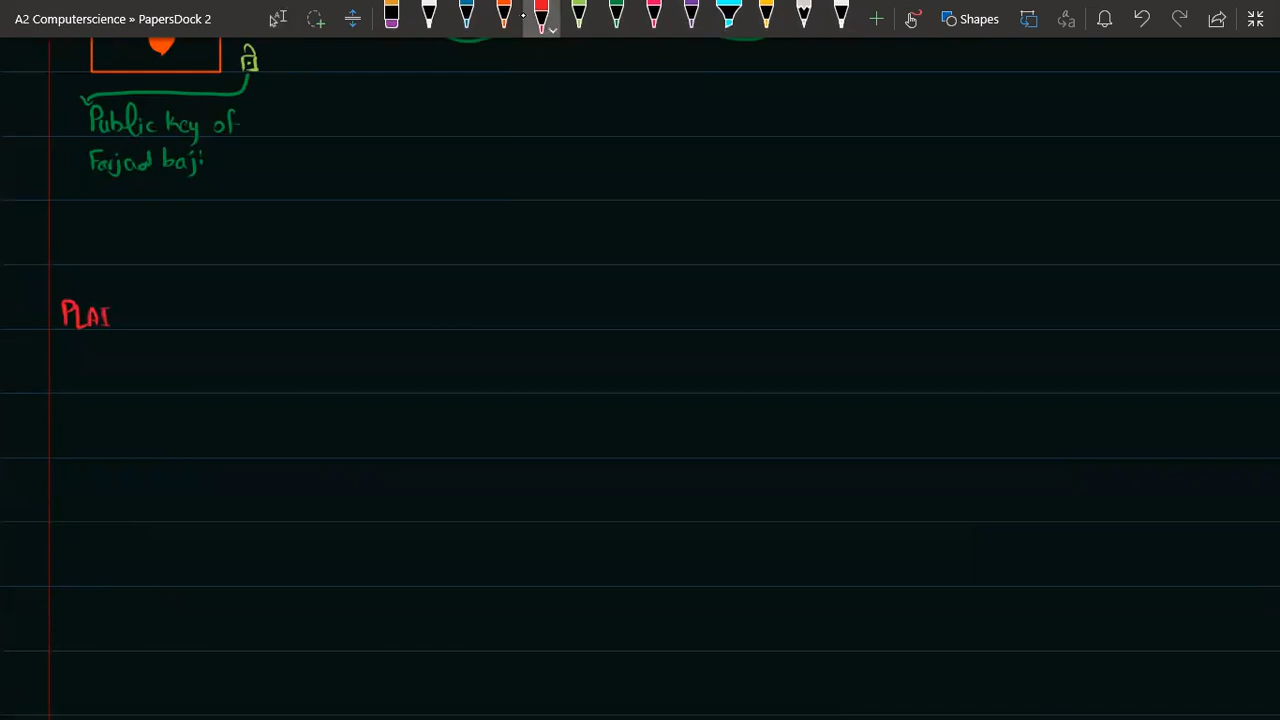 A2 Computerscience » PapersDock 2
Shapes
Public key of
Farjad baji
PLAI